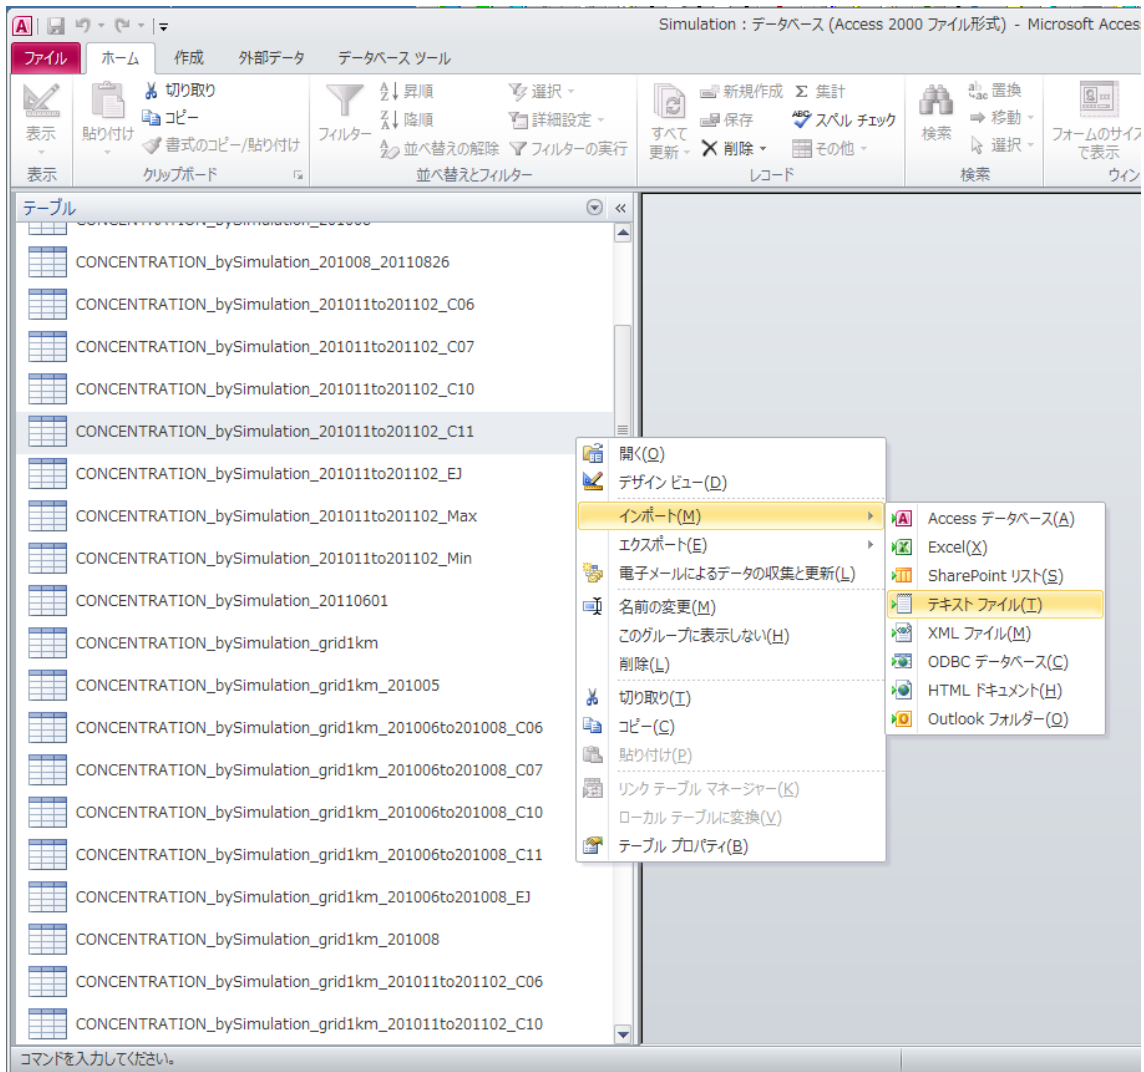 Simulation : データベース (Access 2000 ファイル形式) - Microsoft Access
ファイル ホーム 作成 外部データ データベース ツール
表示
表示
貼り付け
切り取り
コピー
書式のコピー/貼り付け
クリップボード
フィルター
昇順
降順
並べ替えの解除
選択
詳細設定
フィルターの実行
並べ替えとフィルター
すべて
更新
新規作成
保存
削除
集計
スペル チェック
その他
レコード
検索
置換
移動
選択
検索
フォームのサイズ
で表示
ウィン
テーブル
CONCENTRATION_bySimulation_201008_20110826
CONCENTRATION_bySimulation_201011to201102_C06
CONCENTRATION_bySimulation_201011to201102_C07
CONCENTRATION_bySimulation_201011to201102_C10
CONCENTRATION_bySimulation_201011to201102_C11
CONCENTRATION_bySimulation_201011to201102_EJ
CONCENTRATION_bySimulation_201011to201102_Max
CONCENTRATION_bySimulation_201011to201102_Min
CONCENTRATION_bySimulation_20110601
CONCENTRATION_bySimulation_grid1km
CONCENTRATION_bySimulation_grid1km_201005
CONCENTRATION_bySimulation_grid1km_201006to201008_C06
CONCENTRATION_bySimulation_grid1km_201006to201008_C07
CONCENTRATION_bySimulation_grid1km_201006to201008_C10
CONCENTRATION_bySimulation_grid1km_201006to201008_C11
CONCENTRATION_bySimulation_grid1km_201006to201008_EJ
CONCENTRATION_bySimulation_grid1km_201008
CONCENTRATION_bySimulation_grid1km_201011to201102_C06
CONCENTRATION_bySimulation_grid1km_201011to201102_C10
開く(O)
デザイン ビュー(D)
インポート(M)
エクスポート(E)
電子メールによるデータの収集と更新(L)
名前の変更(M)
このグループに表示しない(H)
削除(L)
切り取り(T)
コピー(C)
貼り付け(P)
リンク テーブル マネージャー(K)
ローカル テーブルに変換(V)
テーブル プロパティ(B)
Access データベース(A)
Excel(X)
SharePoint リスト(S)
テキスト ファイル(T)
XML ファイル(M)
ODBC データベース(C)
HTML ドキュメント(H)
Outlook フォルダー(O)
コマンドを入力してください。